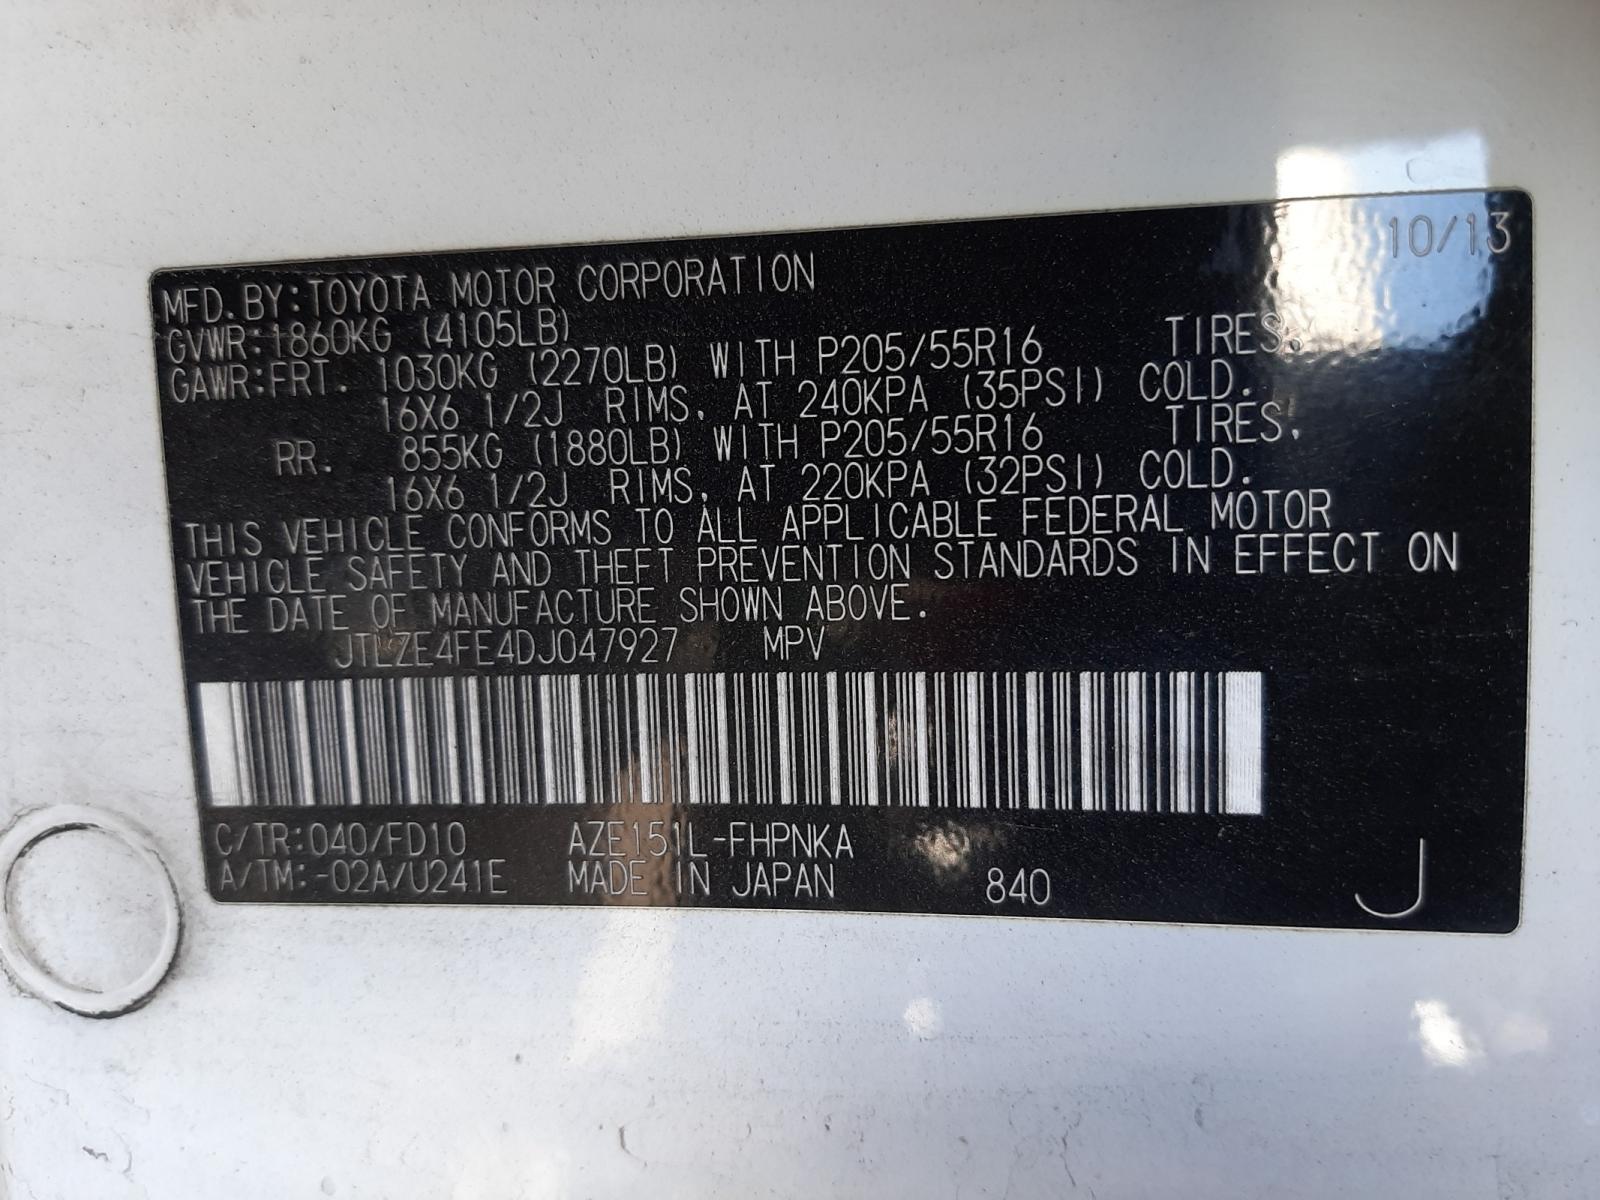 10/13
MFD.BY:TOYOTA MOTOR CORPORATION
GVWR:1860KG (4105LB)
GAWR:FRT. 1030KG (2270LB) WITH P205/55R16 TIRES,
16X6 1/2J RIMS, AT 240KPA (35PSI) COLD.
RR. 855KG (1880LB) WITH P205/55R16 TIRES,
16X6 1/2J RIMS, AT 220KPA (32PSI) COLD.
THIS VEHICLE CONFORMS TO ALL APPLICABLE FEDERAL MOTOR
VEHICLE SAFETY AND THEFT PREVENTION STANDARDS IN EFFECT ON
THE DATE OF MANUFACTURE SHOWN ABOVE.
JTLZE4FE4DJ047927 MPV
C/TR:040/FD10 AZE151L-FHPNKA
A/TM:-02A/U241E MADE IN JAPAN 840 J